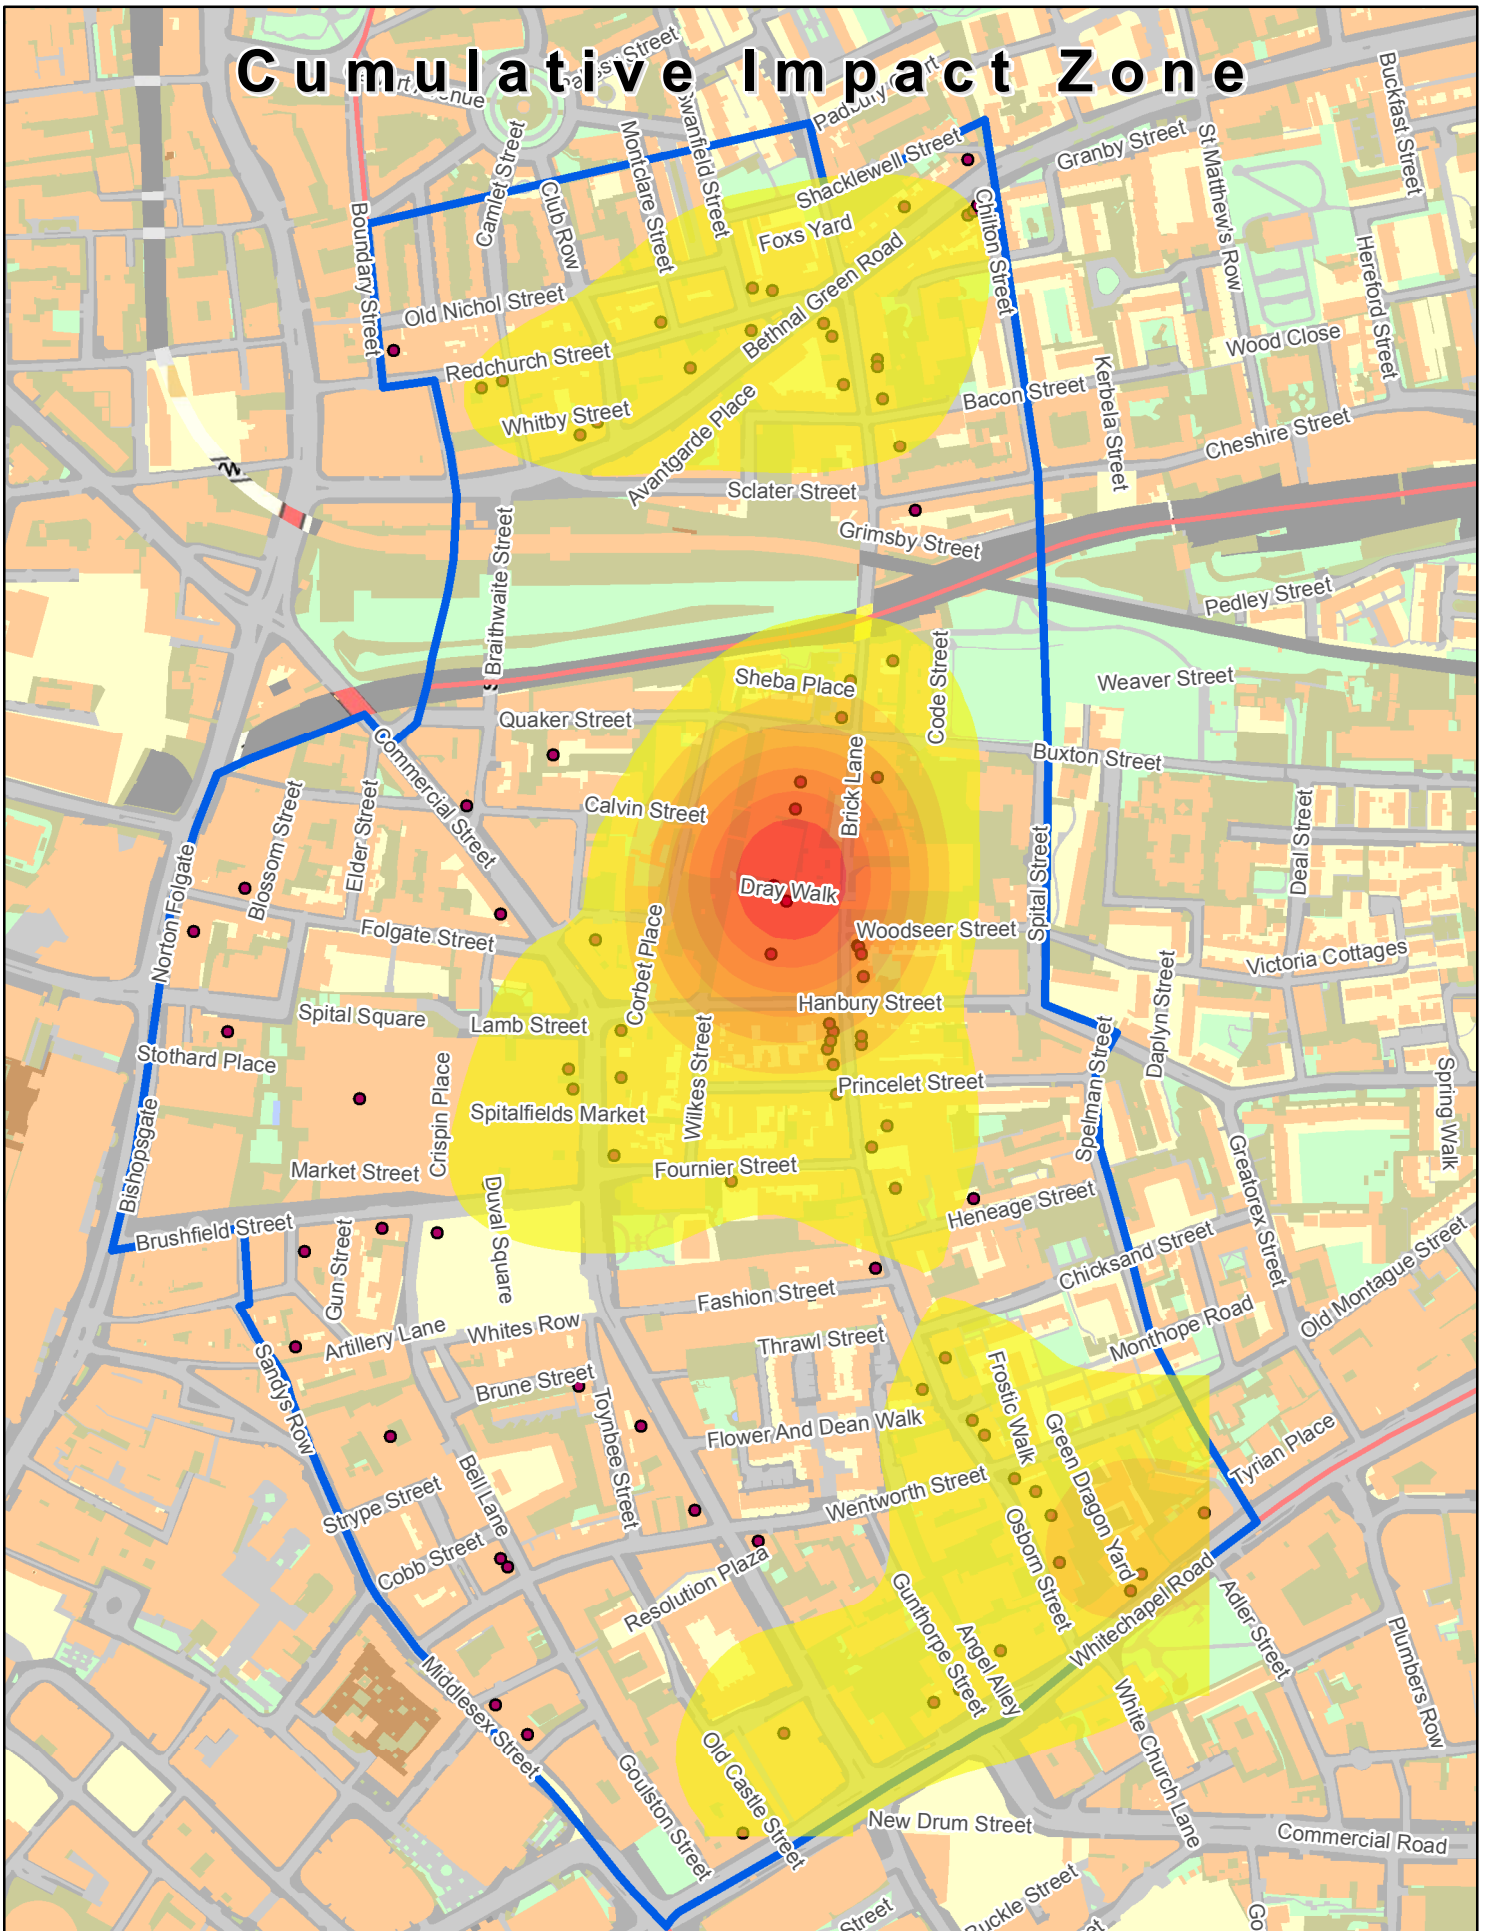 Cumulative Impact Zone
Padbury Court
Swanfield Street
Shacklewell Street
Granby Street
Buckfast Street
St Matthew's Row
Camlet Street
Club Row
Montclare Street
Foxs Yard
Chilton Street
Boundary Street
Hereford Street
Old Nichol Street
Bethnal Green Road
Redchurch Street
Wood Close
Whitby Street
Avantgarde Place
Bacon Street
Kerbela Street
Cheshire Street
Sclater Street
Grimsby Street
S Braithwaite Street
Pedley Street
Sheba Place
Code Street
Weaver Street
Quaker Street
Commercial Street
Buxton Street
Calvin Street
Brick Lane
Blossom Street
Elder Street
Deal Street
Norton Folgate
Dray Walk
Spital Street
Folgate Street
Corbet Place
Woodseer Street
Victoria Cottages
Daplyn Street
Hanbury Street
Spital Square
Lamb Street
Stothard Place
Wilkes Street
Spelman Street
Spring Walk
Crispin Place
Princelet Street
Spitalfields Market
Bishopsgate
Market Street
Fournier Street
Greatorex Street
Duval Square
Heneage Street
Brushfield Street
Gun Street
Chicksand Street
Old Montague Street
Fashion Street
Artillery Lane
Whites Row
Thrawl Street
Monthope Road
Sandys Row
Brune Street
Toynbee Street
Frostic Walk
Flower And Dean Walk
Green Dragon Yard
Tyrian Place
Bell Lane
Strype Street
Wentworth Street
Osborn Street
Cobb Street
Resolution Plaza
Gunthorpe Street
Angel Alley
Whitechapel Road
Adler Street
Plumbers Row
Middlesex Street
White Church Lane
Old Castle Street
Goulston Street
New Drum Street
Commercial Road
Buckle Street
Street